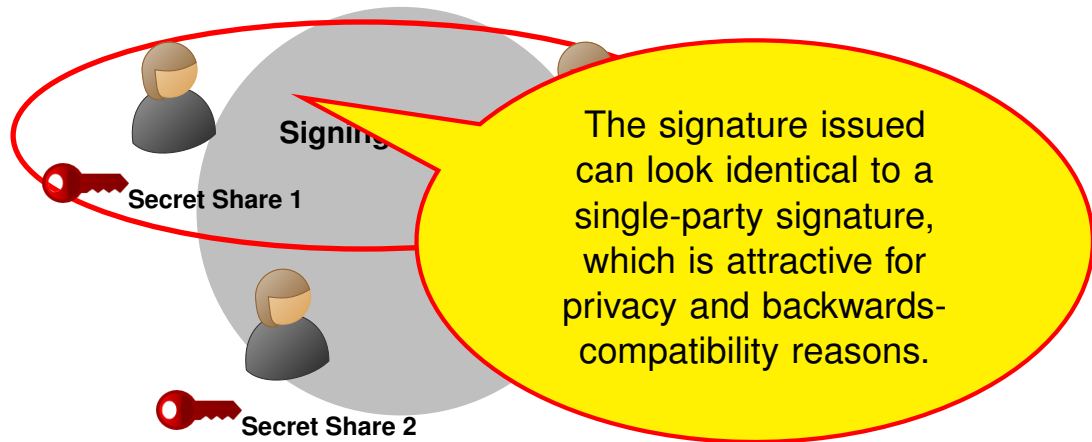 Signing
Secret Share 1
The signature issued
can look identical to a
single-party signature,
which is attractive for
privacy and backwards-
compatibility reasons.
Secret Share 2